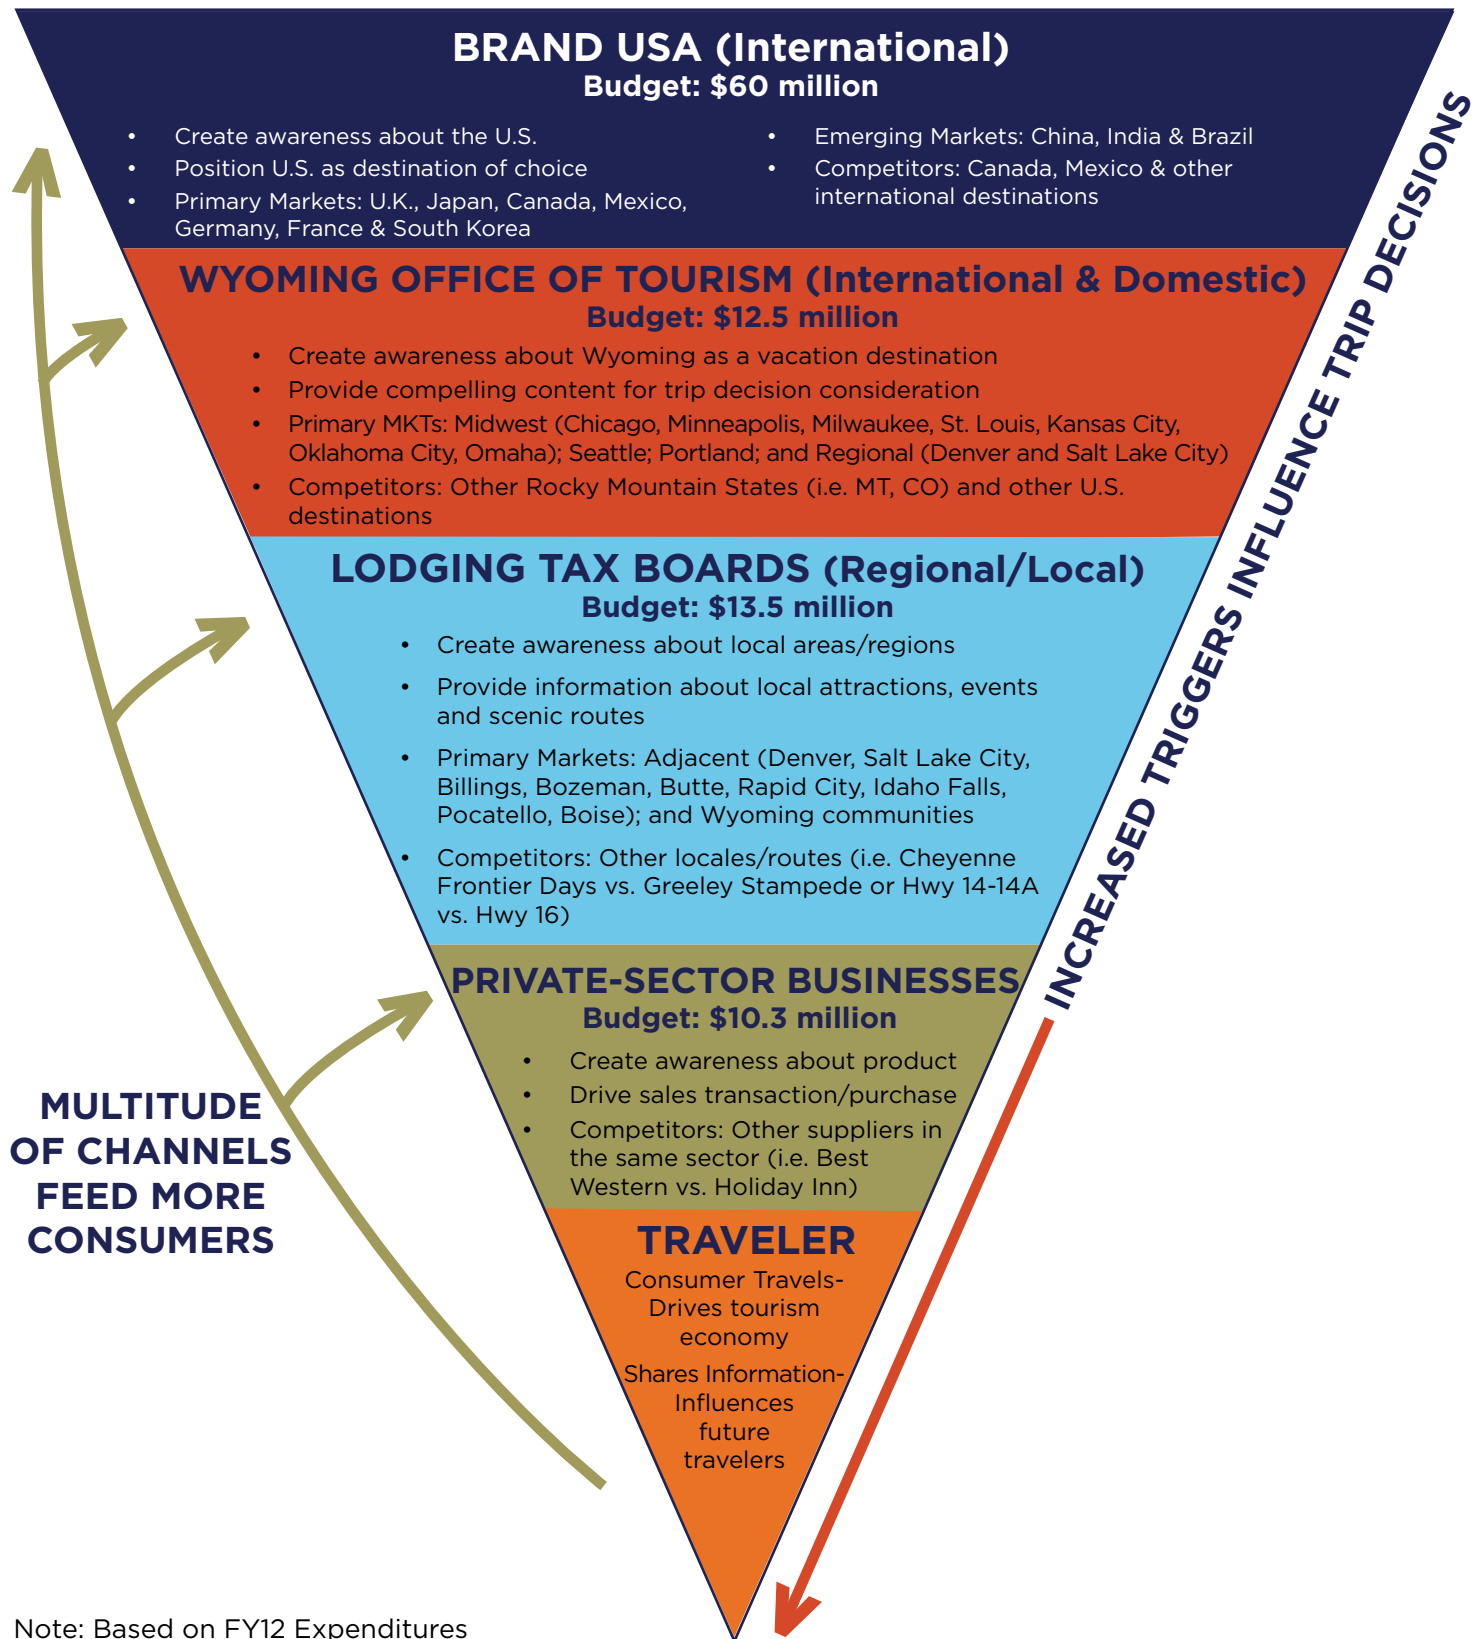 BRAND USA (International)
Budget: $60 million
• Create awareness about the U.S.
• Position U.S. as destination of choice
• Primary Markets: U.K., Japan, Canada, Mexico,
Germany, France & South Korea
• Emerging Markets: China, India & Brazil
• Competitors: Canada, Mexico & other
international destinations
WYOMING OFFICE OF TOURISM (International & Domestic)
Budget: $12.5 million
• Create awareness about Wyoming as a vacation destination
• Provide compelling content for trip decision consideration
• Primary MKTs: Midwest (Chicago, Minneapolis, Milwaukee, St. Louis, Kansas City,
Oklahoma City, Omaha); Seattle; Portland; and Regional (Denver and Salt Lake City)
• Competitors: Other Rocky Mountain States (i.e. MT, CO) and other U.S.
destinations
LODGING TAX BOARDS (Regional/Local)
Budget: $13.5 million
• Create awareness about local areas/regions
• Provide information about local attractions, events
and scenic routes
• Primary Markets: Adjacent (Denver, Salt Lake City,
Billings, Bozeman, Butte, Rapid City, Idaho Falls,
Pocatello, Boise); and Wyoming communities
• Competitors: Other locales/routes (i.e. Cheyenne
Frontier Days vs. Greeley Stampede or Hwy 14-14A
vs. Hwy 16)
PRIVATE-SECTOR BUSINESSES
Budget: $10.3 million
• Create awareness about product
• Drive sales transaction/purchase
• Competitors: Other suppliers in
the same sector (i.e. Best
Western vs. Holiday Inn)
TRAVELER
Consumer Travels-
Drives tourism
economy
Shares Information-
Influences
future
travelers
INCREASED TRIGGERS INFLUENCE TRIP DECISIONS
MULTITUDE
OF CHANNELS
FEED MORE
CONSUMERS
Note: Based on FY12 Expenditures